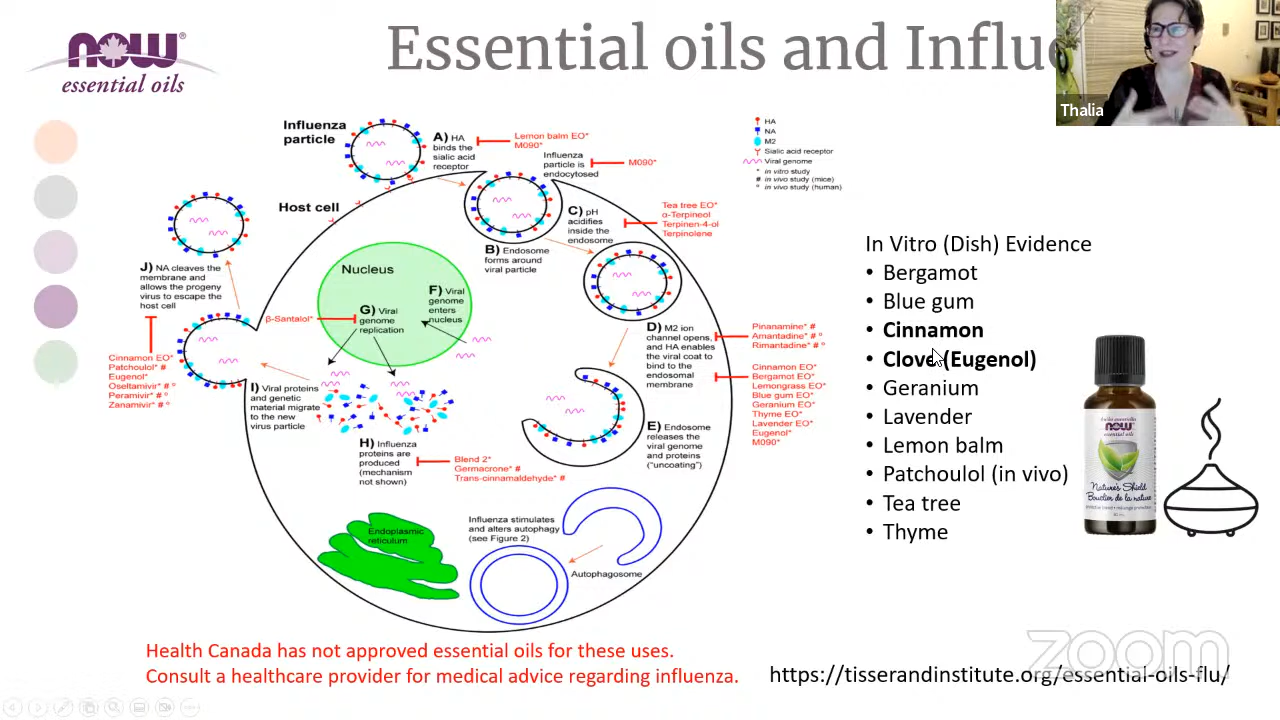 NOW®
essential oils
Essential oils and Influe
Thalia
Influenza
particle
A) HA
binds the
sialic acid
receptor
Lemon balm EO*
M090*
Influenza
particle is
endocytosed
M090*
HA
NA
M2
Sialic acid receptor
Viral genome
* in vitro study
# in vivo study (mice)
º in vivo study (human)
Host cell
B) Endosome
forms around
viral particle
C) pH
acidifies
inside the
endosome
Tea tree EO*
α-Terpineol
Terpinen-4-ol
Terpinolene
J) NA cleaves the
membrane and
allows the progeny
virus to escape the
host cell
Nucleus
F) Viral
genome
enters
nucleus
G) Viral
genome
replication
β-Santalol*
D) M2 ion
channel opens,
and HA enables
the viral coat to
bind to the
endosomal
membrane
Pinanamine* #
Amantadine* # º
Rimantadine* # º
Cinnamon EO*
Bergamot EO*
Lemongrass EO*
Blue gum EO*
Geranium EO*
Thyme EO*
Lavender EO*
Eugenol*
M090*
Cinnamon EO*
Patchoulol* #
Eugenol*
Oseltamivir* # º
Peramivir* # º
Zanamivir* # º
I) Viral proteins
and genetic
material migrate
to the new
virus particle
H) Influenza
proteins are
produced
(mechanism
not shown)
Blend 2*
Germacrone* #
Trans-cinnamaldehyde* #
E) Endosome
releases the
viral genome
and proteins
("uncoating")
Endoplasmic
reticulum
Influenza stimulates
and alters autophagy
(see Figure 2)
Autophagosome
In Vitro (Dish) Evidence
• Bergamot
• Blue gum
• Cinnamon
• Clove (Eugenol)
• Geranium
• Lavender
• Lemon balm
• Patchoulol (in vivo)
• Tea tree
• Thyme
NOW
essential oils
Nature's Shield
Bouclier de la nature
Health Canada has not approved essential oils for these uses.
Consult a healthcare provider for medical advice regarding influenza.
https://tisserandinstitute.org/essential-oils-flu/
zoom